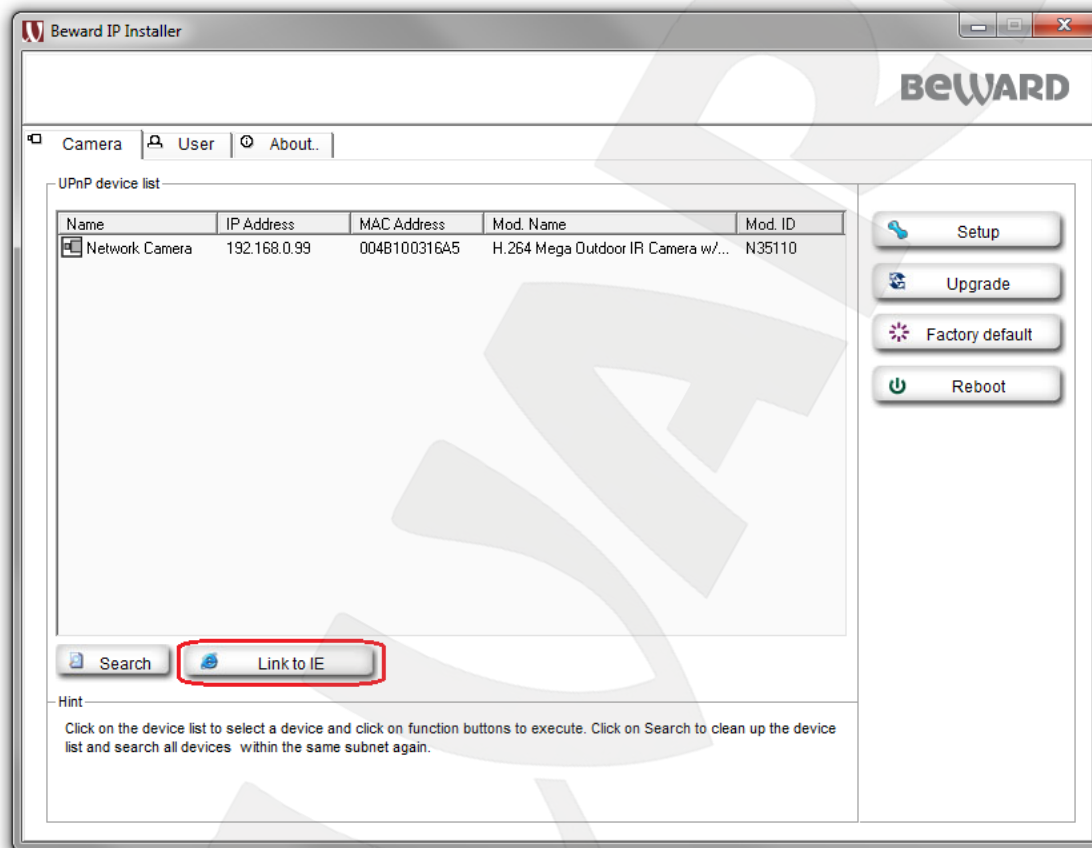 Beward IP Installer
BEWARD
Camera User About..
UPnP device list
Name IP Address MAC Address Mod. Name Mod. ID
Network Camera 192.168.0.99 004B100316A5 H.264 Mega Outdoor IR Camera w/... N35110
Setup
Upgrade
Factory default
Reboot
Search Link to IE
Hint
Click on the device list to select a device and click on function buttons to execute. Click on Search to clean up the device
list and search all devices within the same subnet again.